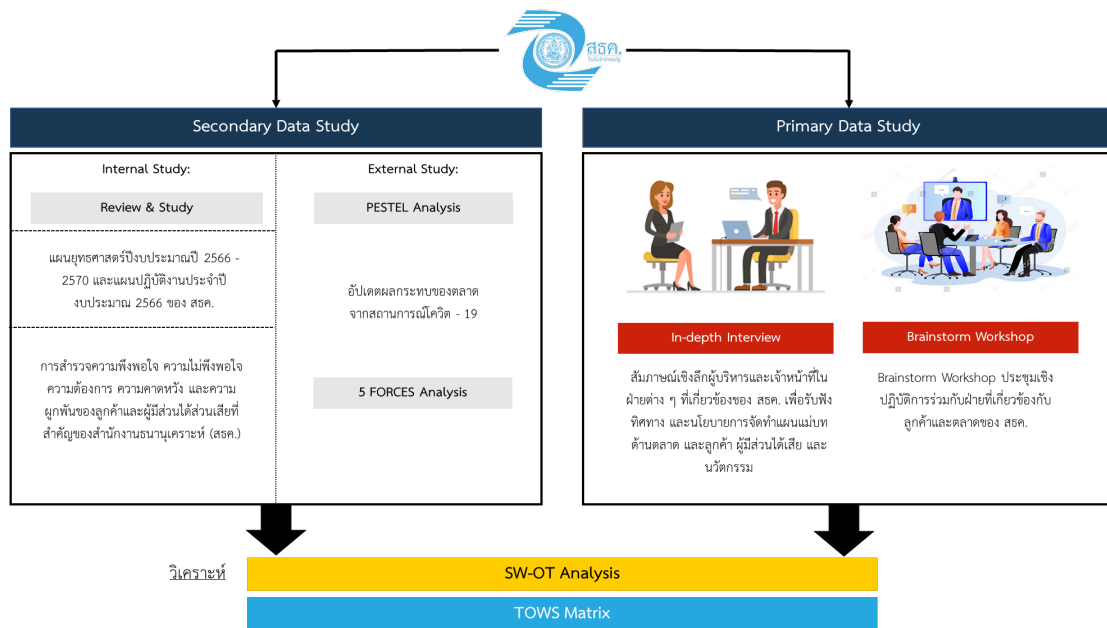 สธค.
Secondary Data Study
Internal Study:
Review & Study
แผนยุทธศาสตร์ปีงบประมาณปี 2566 -
2570 และแผนปฏิบัติงานประจำปี
งบประมาณ 2566 ของ สธค.
การสำรวจความพึงพอใจ ความไม่พึงพอใจ
ความต้องการ ความคาดหวัง และความ
ผูกพันของลูกค้าและผู้มีส่วนได้ส่วนเสียที่
สำคัญของสำนักงานธนานุเคราะห์ (สธค.)
External Study:
PESTEL Analysis
อัปเดตผลกระทบของตลาด
จากสถานการณ์โควิต - 19
5 FORCES Analysis
Primary Data Study
In-depth Interview
สัมภาษณ์เชิงลึกผู้บริหารและเจ้าหน้าที่ใน
ฝ่ายต่าง ๆ ที่เกี่ยวข้องของ สธค. เพื่อรับฟัง
ทิศทาง และนโยบายการจัดทำแผนแม่บท
ด้านตลาด และลูกค้า ผู้มีส่วนได้เสีย และ
นวัตกรรม
Brainstorm Workshop
Brainstorm Workshop ประชุมเชิง
ปฏิบัติการร่วมกับฝ่ายที่เกี่ยวข้องกับ
ลูกค้าและตลาดของ สธค.
วิเคราะห์
SW-OT Analysis
TOWS Matrix